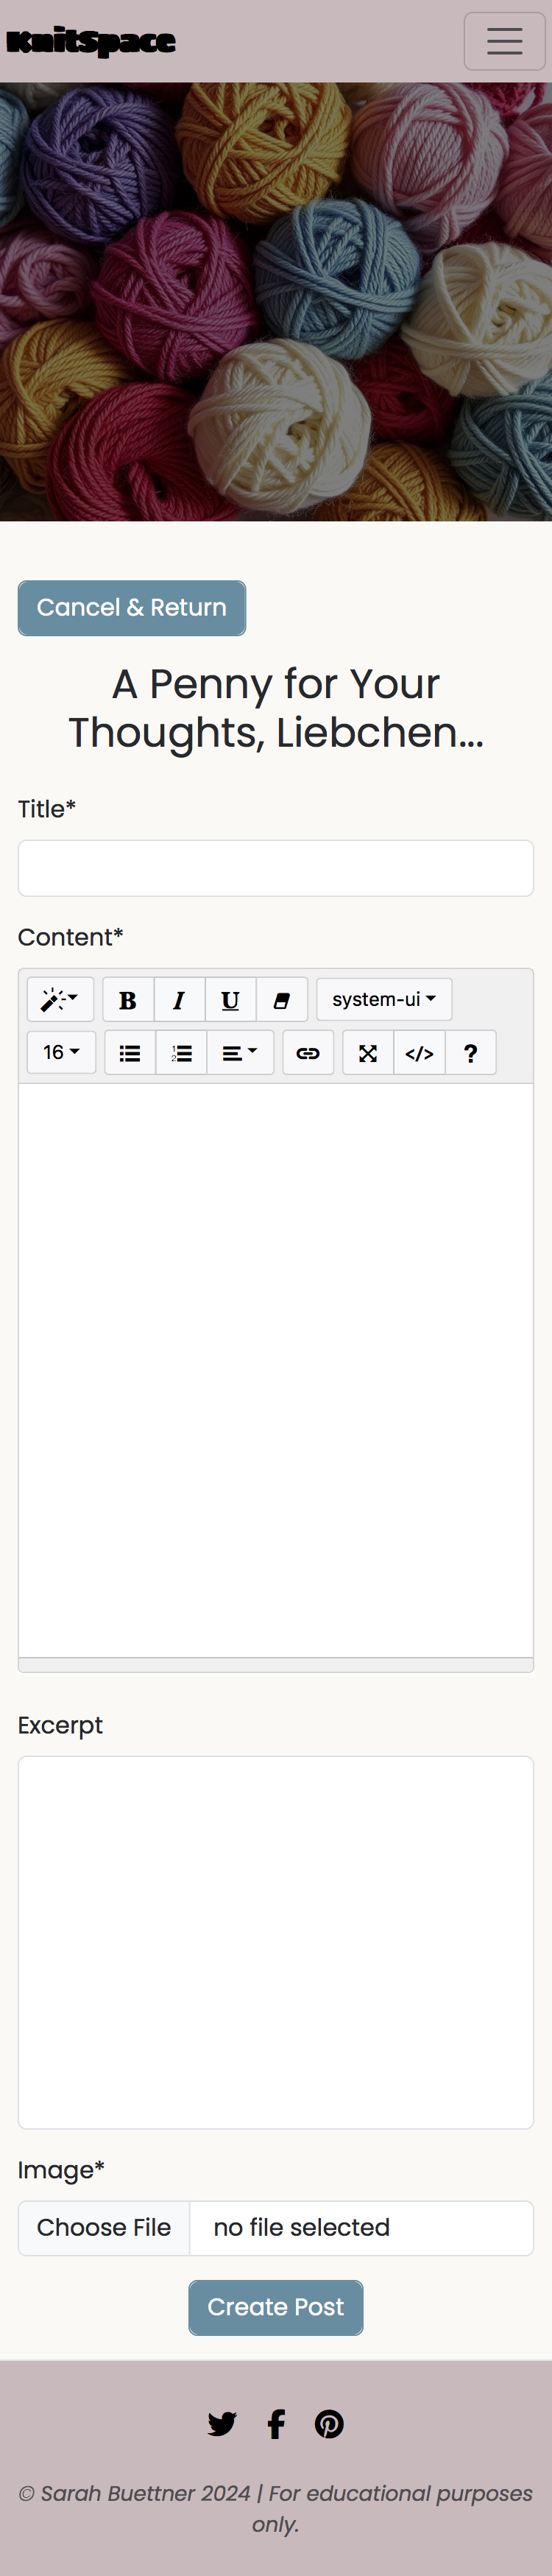 KnitSpace
Cancel & Return
A Penny for Your
Thoughts, Liebchen...
Title*
Content*
B I U system-ui
16 </> ?
Excerpt
Image*
Choose File no file selected
Create Post
© Sarah Buettner 2024 | For educational purposes
only.